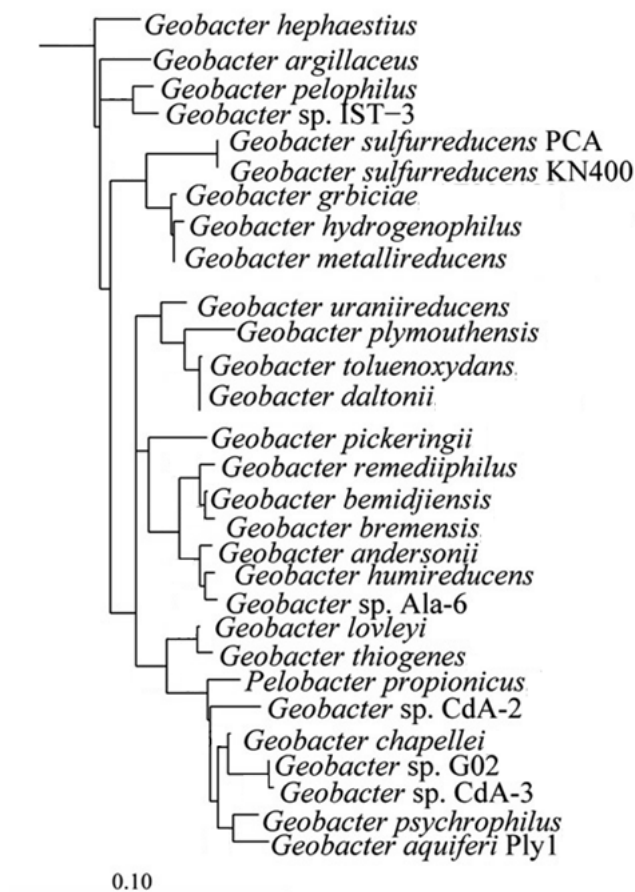 Geobacter hephaestius
Geobacter argillaceus
Geobacter pelophilus
Geobacter sp. IST−3
Geobacter sulfurreducens PCA
Geobacter sulfurreducens KN400
Geobacter grbiciae
Geobacter hydrogenophilus
Geobacter metallireducens
Geobacter uraniireducens
Geobacter plymouthensis
Geobacter toluenoxydans
Geobacter daltonii
Geobacter pickeringii
Geobacter remediiphilus
Geobacter bemidjiensis
Geobacter bremensis
Geobacter andersonii
Geobacter humireducens
Geobacter sp. Ala-6
Geobacter lovleyi
Geobacter thiogenes
Pelobacter propionicus
Geobacter sp. CdA-2
Geobacter chapellei
Geobacter sp. G02
Geobacter sp. CdA-3
Geobacter psychrophilus
Geobacter aquiferi Ply1
0.10